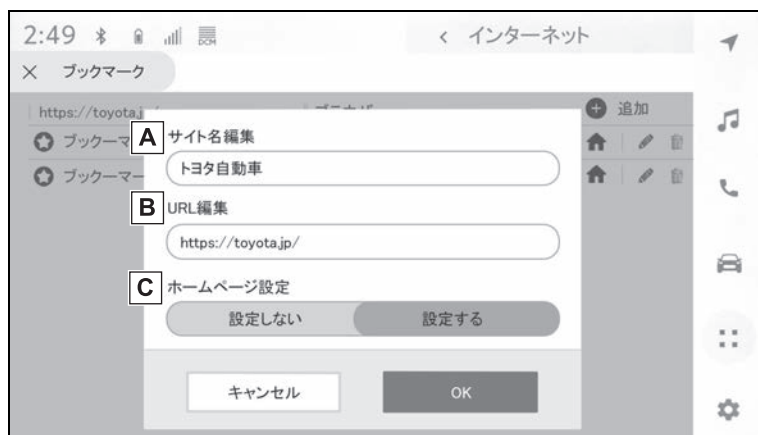 2:49 DCM インターネット
ブックマーク
https://toyota.j
追加
ブックマ
ブックマー
A サイト名編集
トヨタ自動車
B URL編集
https://toyota.jp/
C ホームページ設定
設定しない 設定する
キャンセル OK